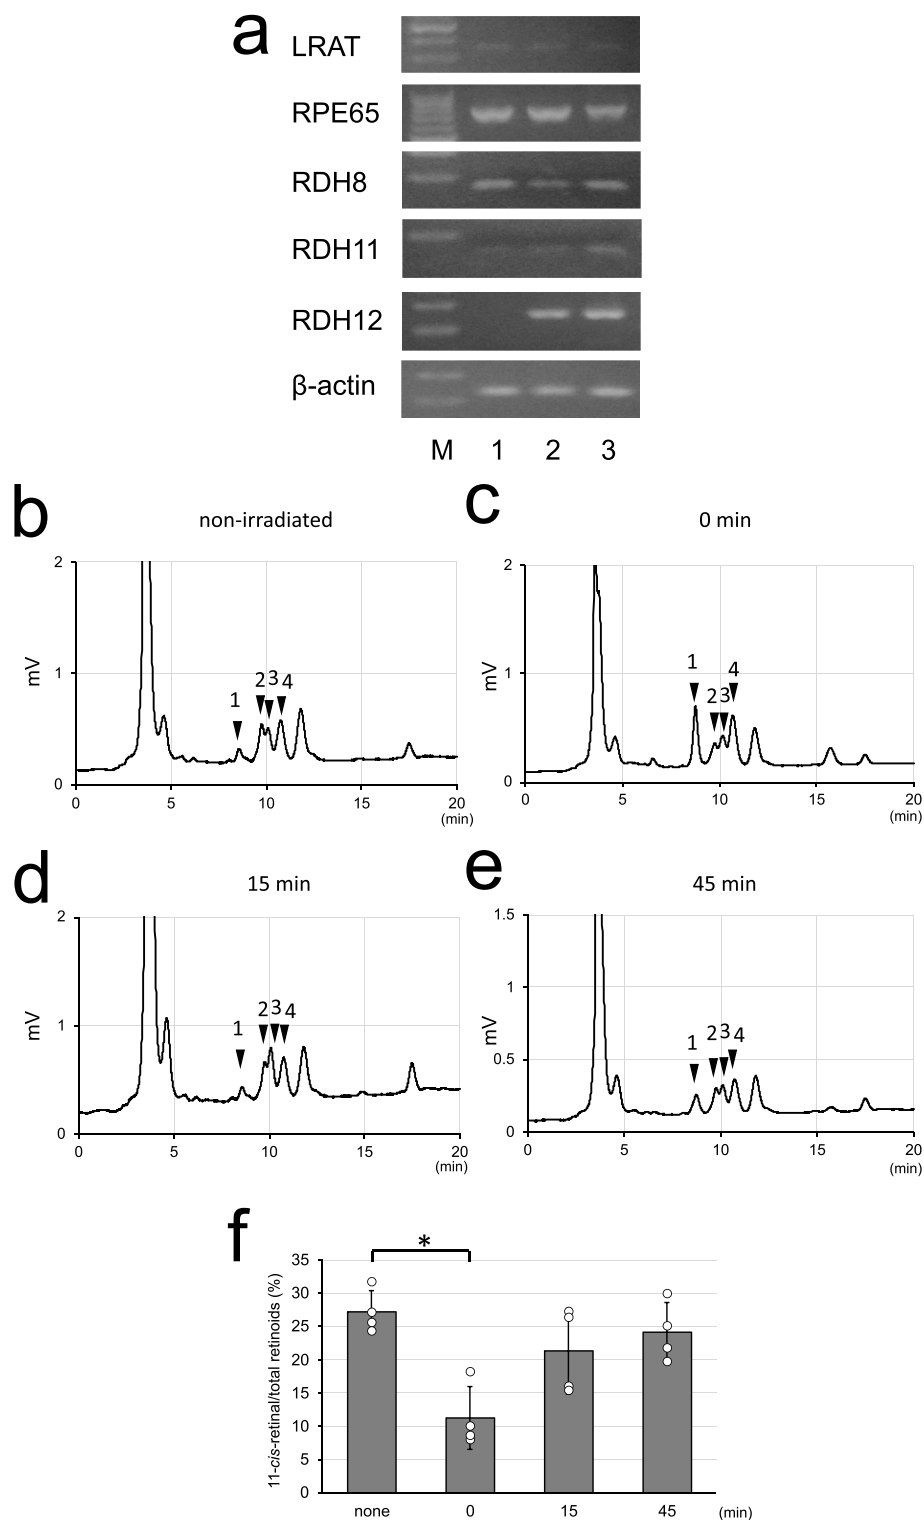 a
LRAT
RPE65
RDH8
RDH11
RDH12
β-actin
M 1 2 3
b
non-irradiated
2
1
0
mV
1 2 3 4
0 5 10 15 20
(min)
c
0 min
2
1
0
mV
1 2 3 4
0 5 10 15 20
(min)
d
15 min
2
1
0
mV
1 2 3 4
0 5 10 15 20
(min)
e
45 min
1.5
1
0.5
0
mV
1 2 3 4
0 5 10 15 20
(min)
f
*
35
30
25
20
15
10
5
0
11-cis-retinal/total retinoids (%)
none 0 15 45 (min)